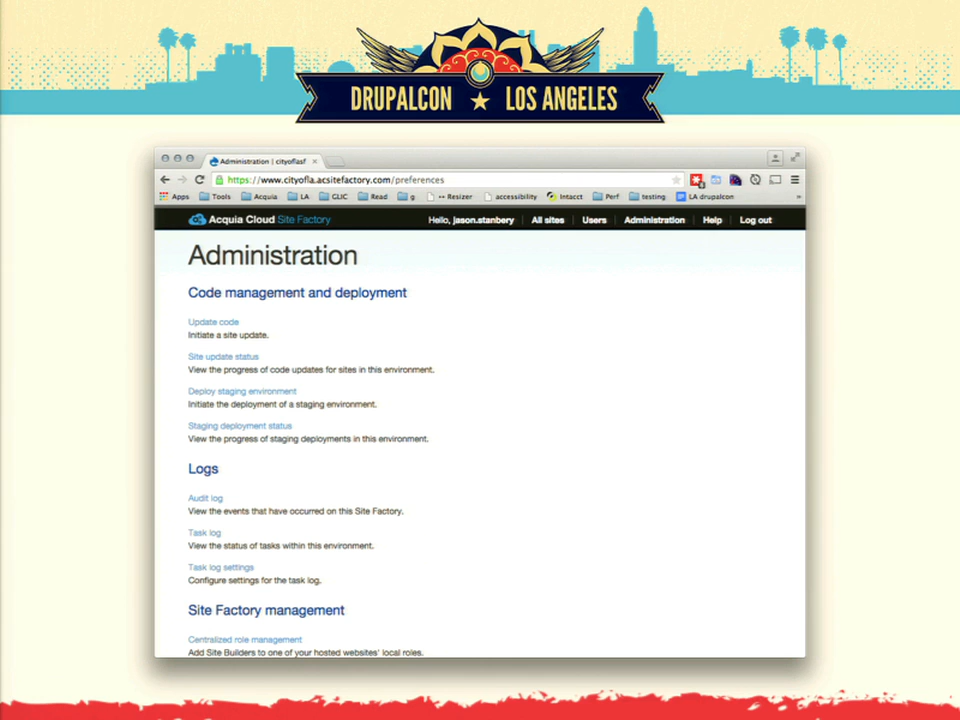 DRUPALCON ★ LOS ANGELES
Administration | cityoflasf
https://www.cityofla.acsitefactory.com/preferences
Apps Tools Acquia LA GLIC Read g ↔ Resizer accessibility Intacct Perf testing LA drupalcon »
Acquia Cloud Site Factory Hello, jason.stanbery All sites Users Administration Help Log out
Administration
Code management and deployment
Update code
Initiate a site update.
Site update status
View the progress of code updates for sites in this environment.
Deploy staging environment
Initiate the deployment of a staging environment.
Staging deployment status
View the progress of staging deployments in this environment.
Logs
Audit log
View the events that have occurred on this Site Factory.
Task log
View the status of tasks within this environment.
Task log settings
Configure settings for the task log.
Site Factory management
Centralized role management
Add Site Builders to one of your hosted websites' local roles.